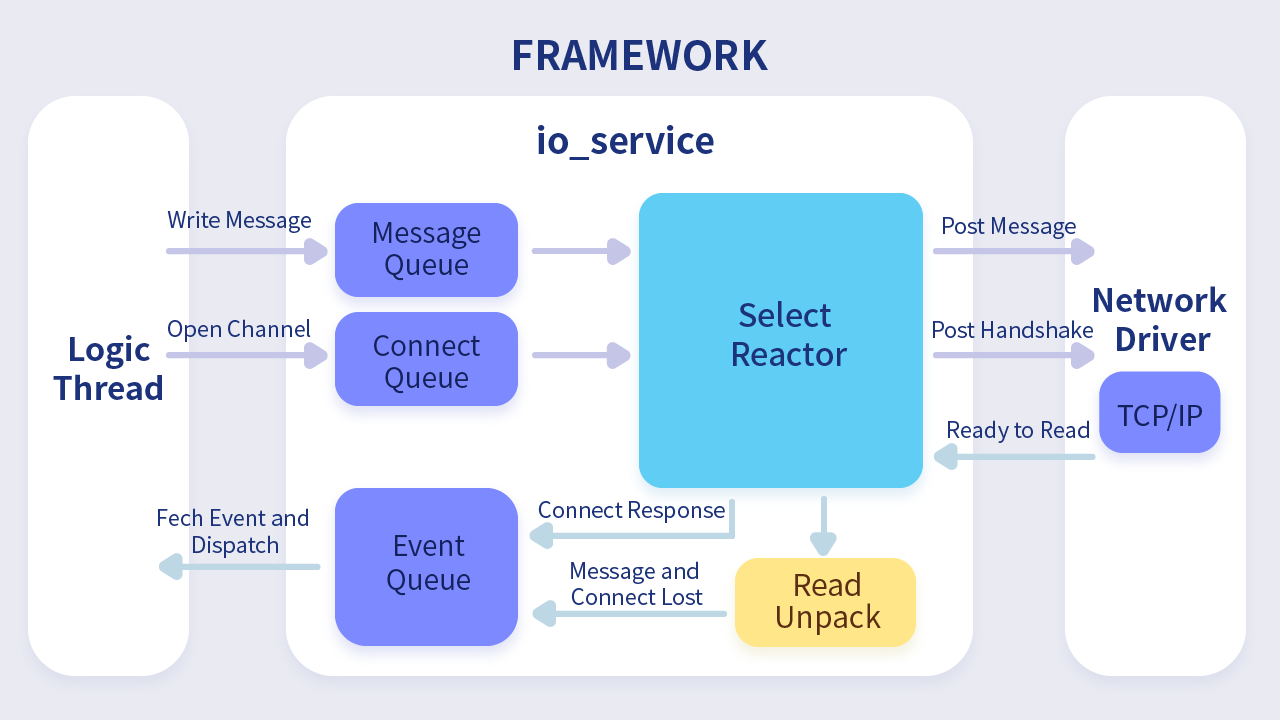 FRAMEWORK
io_service
Logic
Thread
Write Message
Open Channel
Fech Event and
Dispatch
Message
Queue
Connect
Queue
Event
Queue
Select
Reactor
Connect Response
Message and
Connect Lost
Read
Unpack
Post Message
Post Handshake
Ready to Read
Network
Driver
TCP/IP